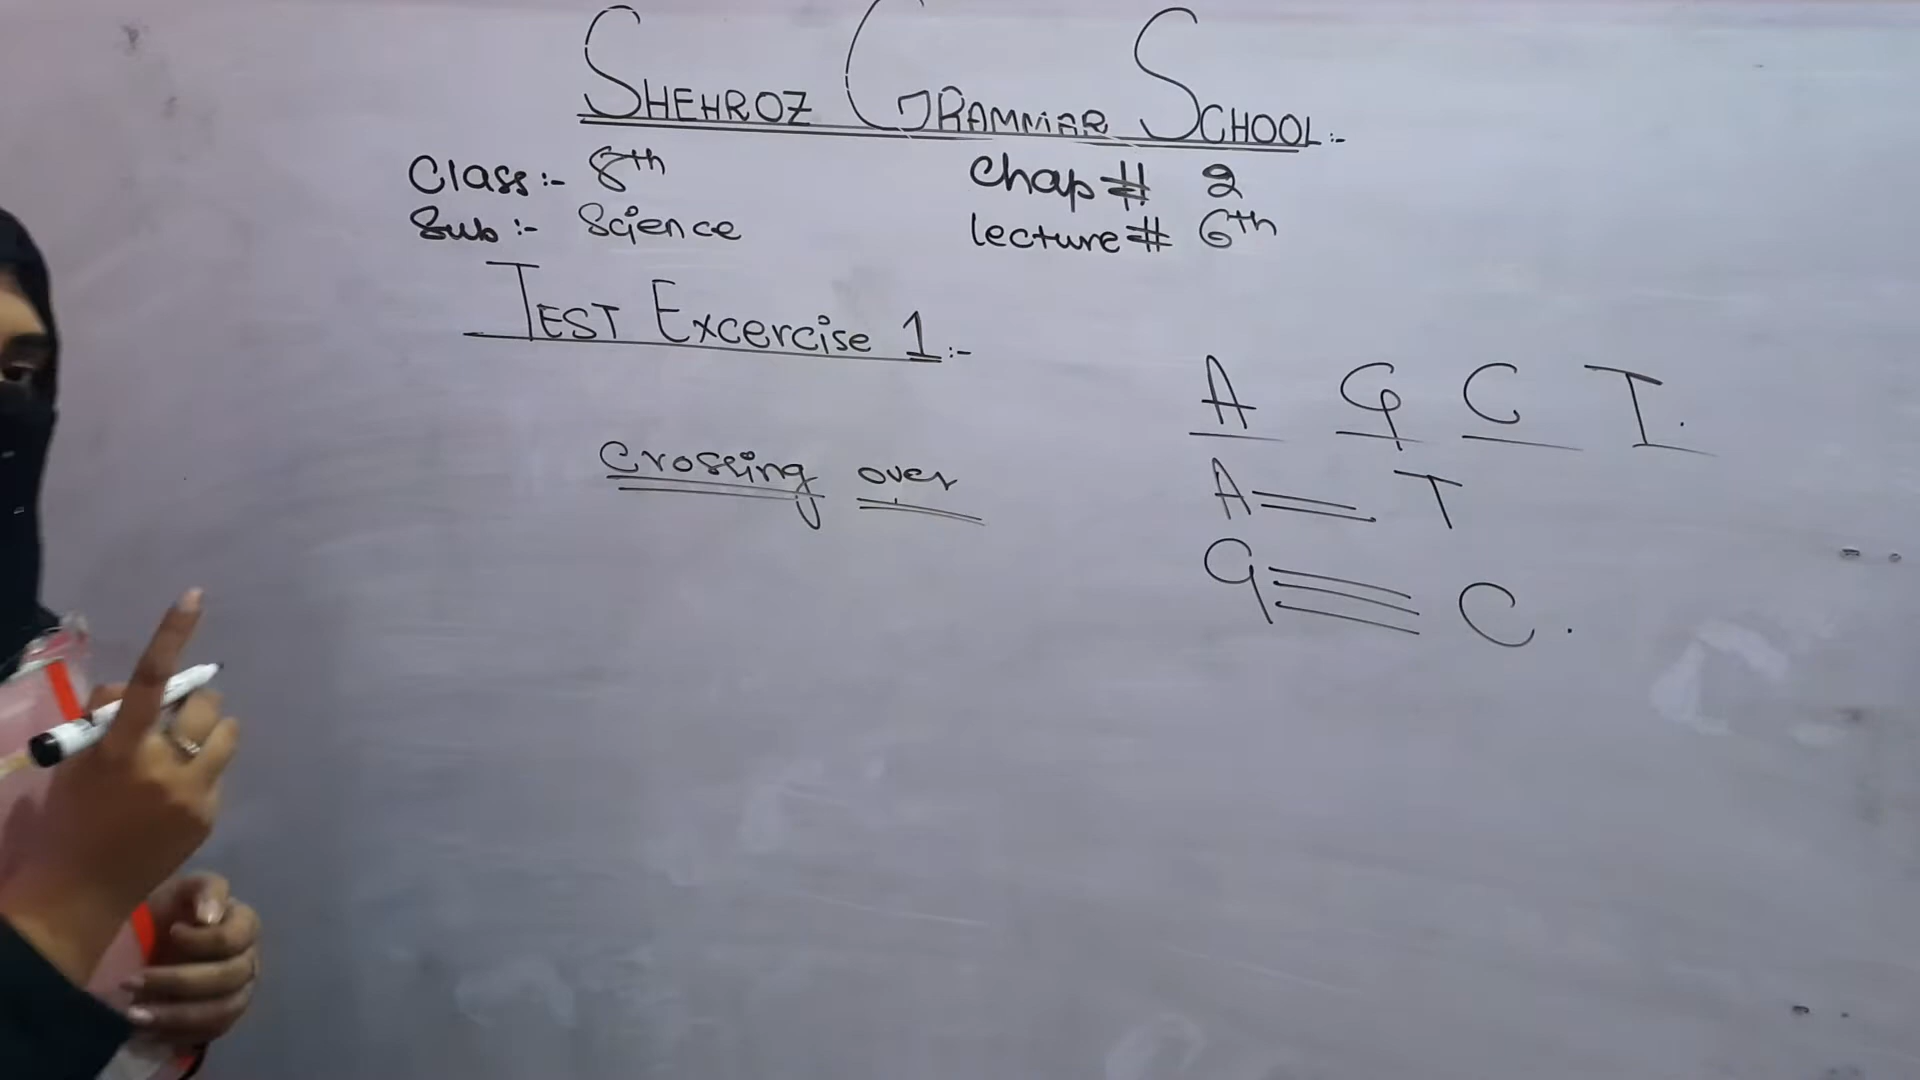 SHEHROZ GRAMMAR SCHOOL:-
Class:- 8th Chap # 2
Sub:- Science lecture # 6th
TEST Excercise 1:-
A G C T.
Crossing over
A = T
G ≡ C.